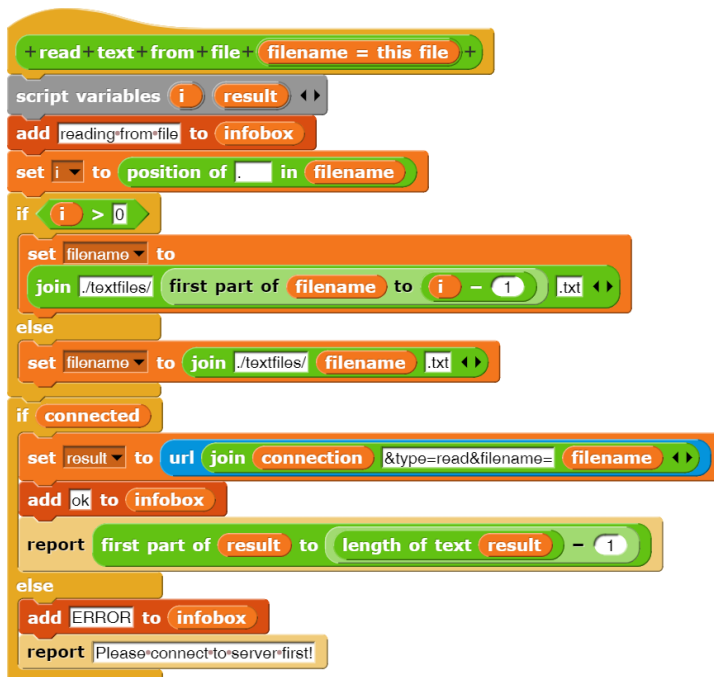 +read+text+from+file+ filename = this file +
script variables i result
add reading from file to infobox
set i to position of . in filename
if i > 0
set filename to
join ./textfiles/ first part of filename to i - 1 .txt
else
set filename to join ./textfiles/ filename .txt
if connected
set result to url join connection &type=read&filename= filename
add ok to infobox
report first part of result to length of text result - 1
else
add ERROR to infobox
report Please connect to server first!